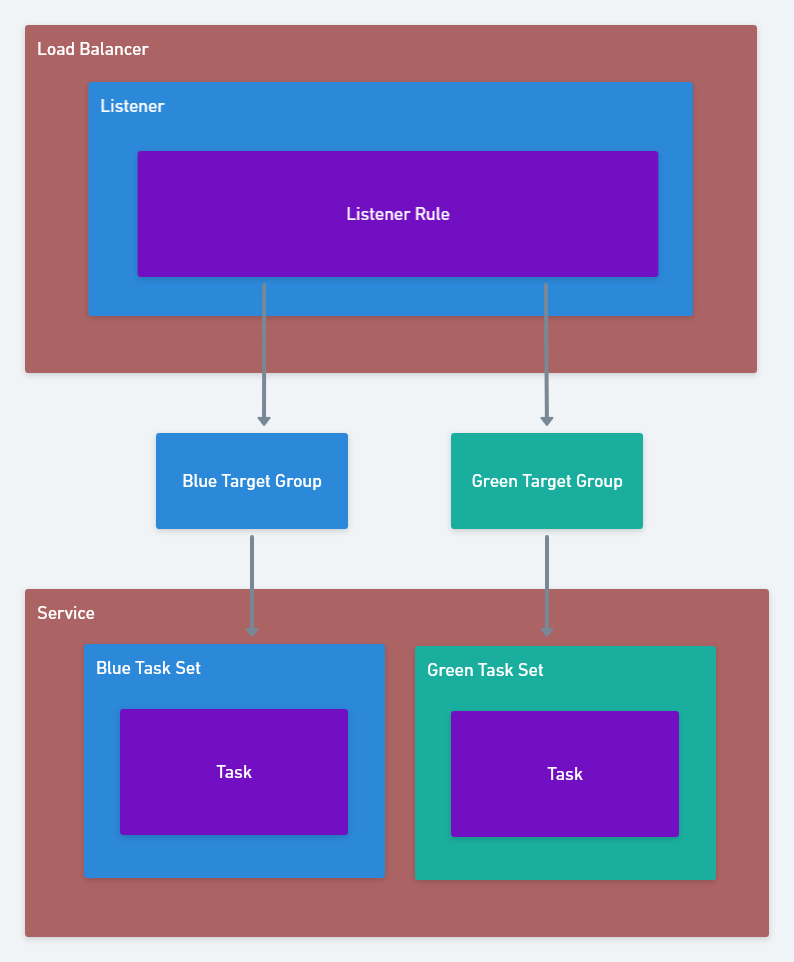 Load Balancer
Listener
Listener Rule
Blue Target Group
Green Target Group
Service
Blue Task Set
Green Task Set
Task
Task